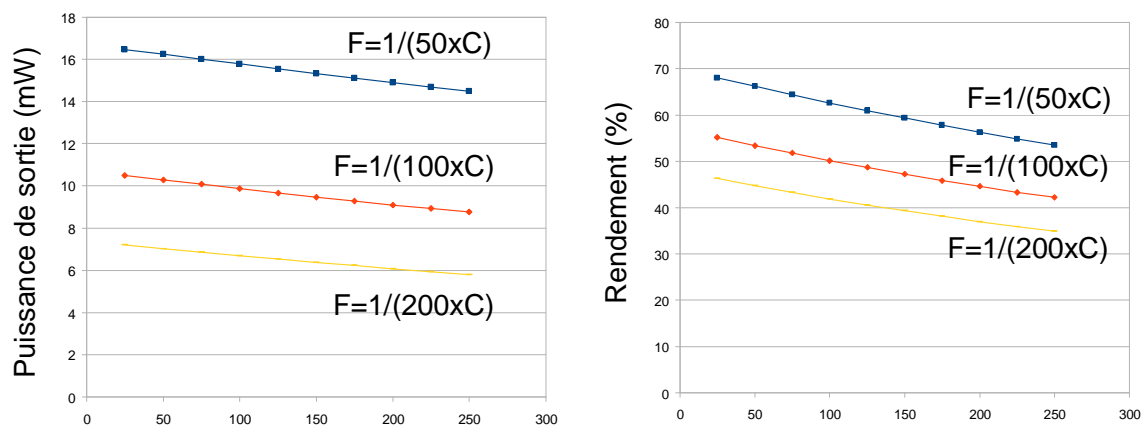 Puissance de sortie (mW)
18
16
14
12
10
8
6
4
2
0
F=1/(50xC)
F=1/(100xC)
F=1/(200xC)
0 50 100 150 200 250 300
Rendement (%)
80
70
60
50
40
30
20
10
0
F=1/(50xC)
F=1/(100xC)
F=1/(200xC)
0 50 100 150 200 250 300